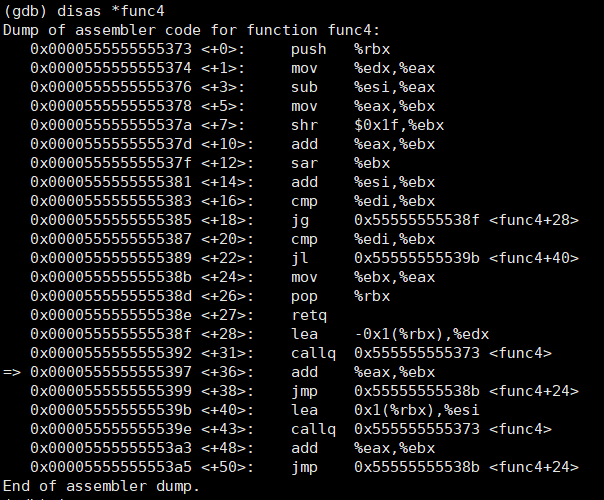 (gdb) disas *func4
Dump of assembler code for function func4:
   0x0000555555555373 <+0>:     push   %rbx
   0x0000555555555374 <+1>:     mov    %edx,%eax
   0x0000555555555376 <+3>:     sub    %esi,%eax
   0x0000555555555378 <+5>:     mov    %eax,%ebx
   0x000055555555537a <+7>:     shr    $0x1f,%ebx
   0x000055555555537d <+10>:    add    %eax,%ebx
   0x000055555555537f <+12>:    sar    %ebx
   0x0000555555555381 <+14>:    add    %esi,%ebx
   0x0000555555555383 <+16>:    cmp    %edi,%ebx
   0x0000555555555385 <+18>:    jg     0x55555555538f <func4+28>
   0x0000555555555387 <+20>:    cmp    %edi,%ebx
   0x0000555555555389 <+22>:    jl     0x55555555539b <func4+40>
   0x000055555555538b <+24>:    mov    %ebx,%eax
   0x000055555555538d <+26>:    pop    %rbx
   0x000055555555538e <+27>:    retq
   0x000055555555538f <+28>:    lea    -0x1(%rbx),%edx
   0x0000555555555392 <+31>:    callq  0x555555555373 <func4>
=> 0x0000555555555397 <+36>:    add    %eax,%ebx
   0x0000555555555399 <+38>:    jmp    0x55555555538b <func4+24>
   0x000055555555539b <+40>:    lea    0x1(%rbx),%esi
   0x000055555555539e <+43>:    callq  0x555555555373 <func4>
   0x00005555555553a3 <+48>:    add    %eax,%ebx
   0x00005555555553a5 <+50>:    jmp    0x55555555538b <func4+24>
End of assembler dump.